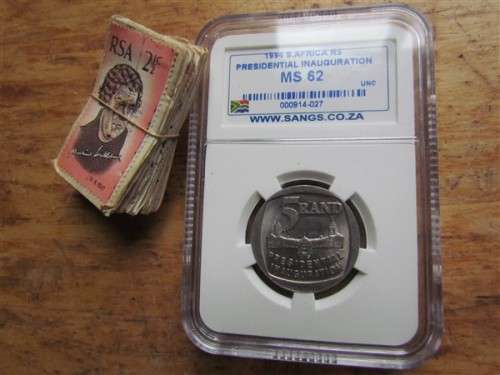 RSA 2½c
1994 S.AFRICA R5
PRESIDENTIAL INAUGURATION
MS 62
UNC
000914-027
WWW.SANGS.CO.ZA
5 RAND
PRESIDENTIAL
INAUGURATION